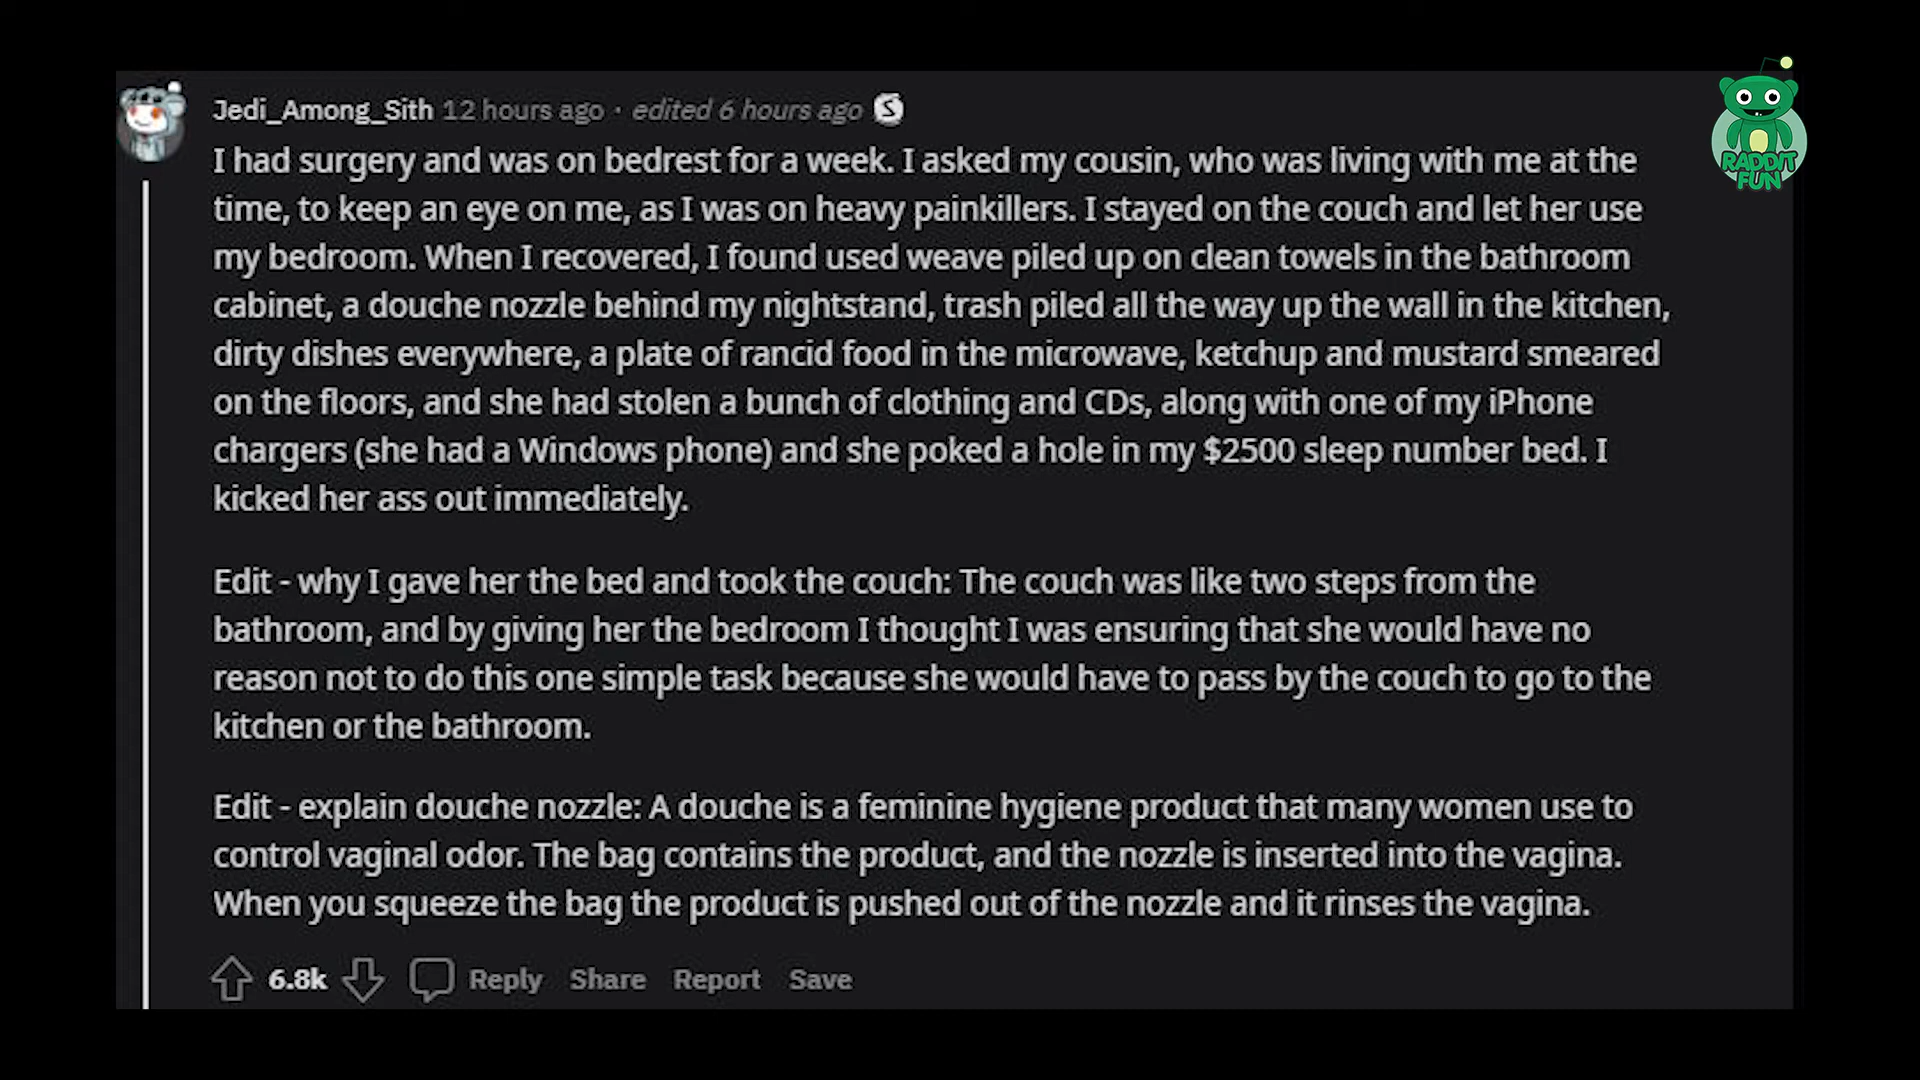 Jedi_Among_Sith 12 hours ago · edited 6 hours ago S
RADDIT
FUN
I had surgery and was on bedrest for a week. I asked my cousin, who was living with me at the
time, to keep an eye on me, as I was on heavy painkillers. I stayed on the couch and let her use
my bedroom. When I recovered, I found used weave piled up on clean towels in the bathroom
cabinet, a douche nozzle behind my nightstand, trash piled all the way up the wall in the kitchen,
dirty dishes everywhere, a plate of rancid food in the microwave, ketchup and mustard smeared
on the floors, and she had stolen a bunch of clothing and CDs, along with one of my iPhone
chargers (she had a Windows phone) and she poked a hole in my $2500 sleep number bed. I
kicked her ass out immediately.
Edit - why I gave her the bed and took the couch: The couch was like two steps from the
bathroom, and by giving her the bedroom I thought I was ensuring that she would have no
reason not to do this one simple task because she would have to pass by the couch to go to the
kitchen or the bathroom.
Edit - explain douche nozzle: A douche is a feminine hygiene product that many women use to
control vaginal odor. The bag contains the product, and the nozzle is inserted into the vagina.
When you squeeze the bag the product is pushed out of the nozzle and it rinses the vagina.
6.8k Reply Share Report Save